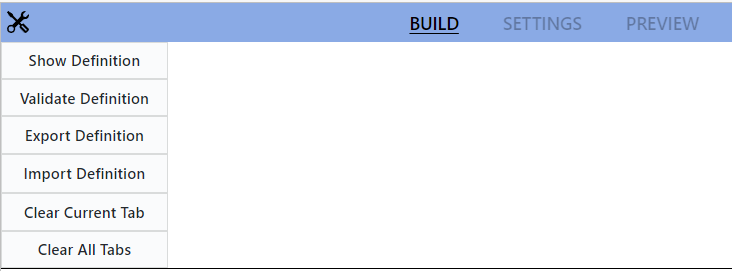 BUILD SETTINGS PREVIEW
Show Definition
Validate Definition
Export Definition
Import Definition
Clear Current Tab
Clear All Tabs